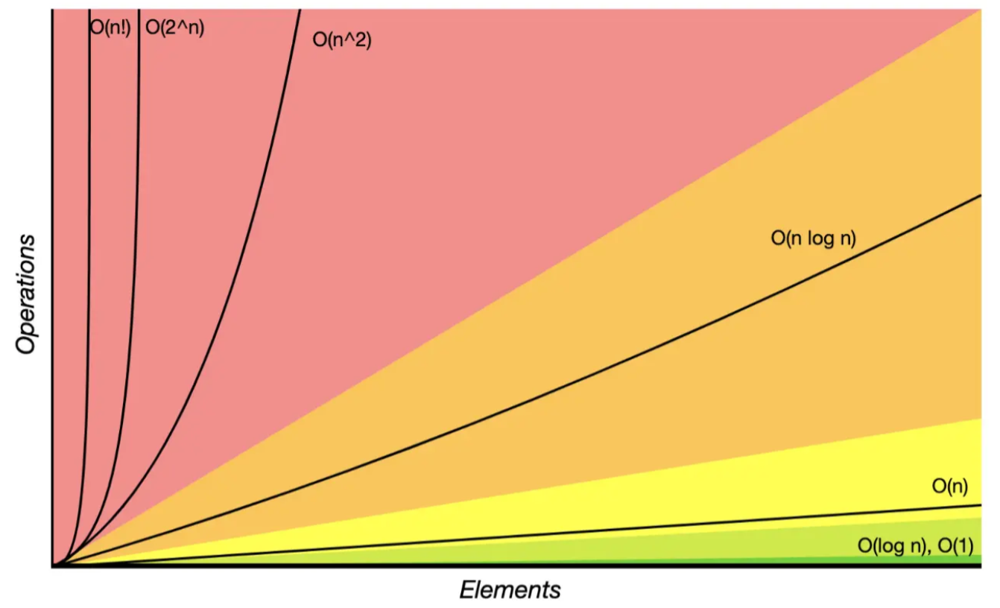 O(n!)
O(2^n)
O(n^2)
O(n log n)
O(n)
O(log n), O(1)
Operations
Elements